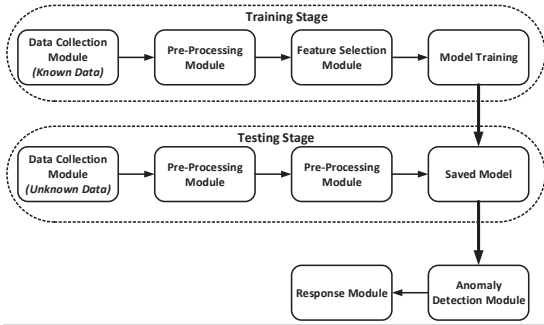 Training Stage
Data Collection
Module
(Known Data)
Pre-Processing
Module
Feature Selection
Module
Model Training
Testing Stage
Data Collection
Module
(Unknown Data)
Pre-Processing
Module
Pre-Processing
Module
Saved Model
Response Module
Anomaly
Detection Module